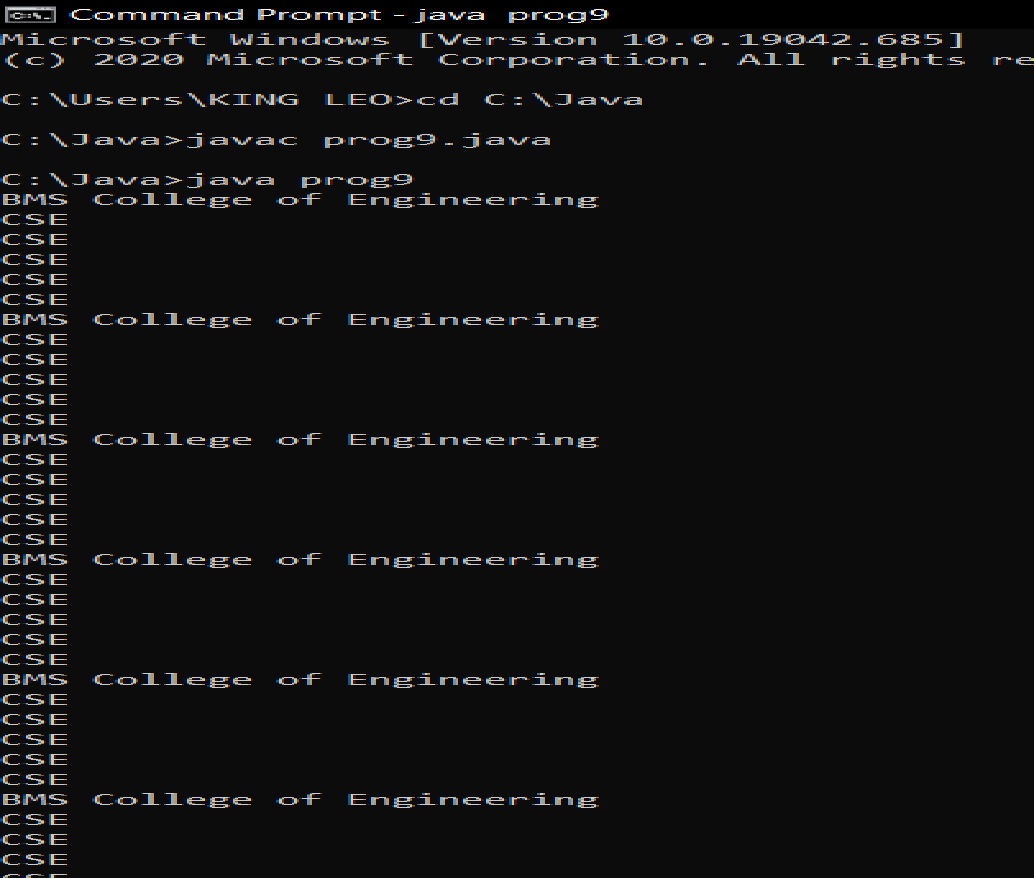 Command Prompt - java  prog9
Microsoft Windows [Version 10.0.19042.685]
(c) 2020 Microsoft Corporation. All rights re
C:\Users\KING LEO>cd C:\Java
C:\Java>javac prog9.java
C:\Java>java prog9
BMS College of Engineering
CSE
CSE
CSE
CSE
CSE
BMS College of Engineering
CSE
CSE
CSE
CSE
CSE
BMS College of Engineering
CSE
CSE
CSE
CSE
CSE
BMS College of Engineering
CSE
CSE
CSE
CSE
CSE
BMS College of Engineering
CSE
CSE
CSE
CSE
CSE
BMS College of Engineering
CSE
CSE
CSE